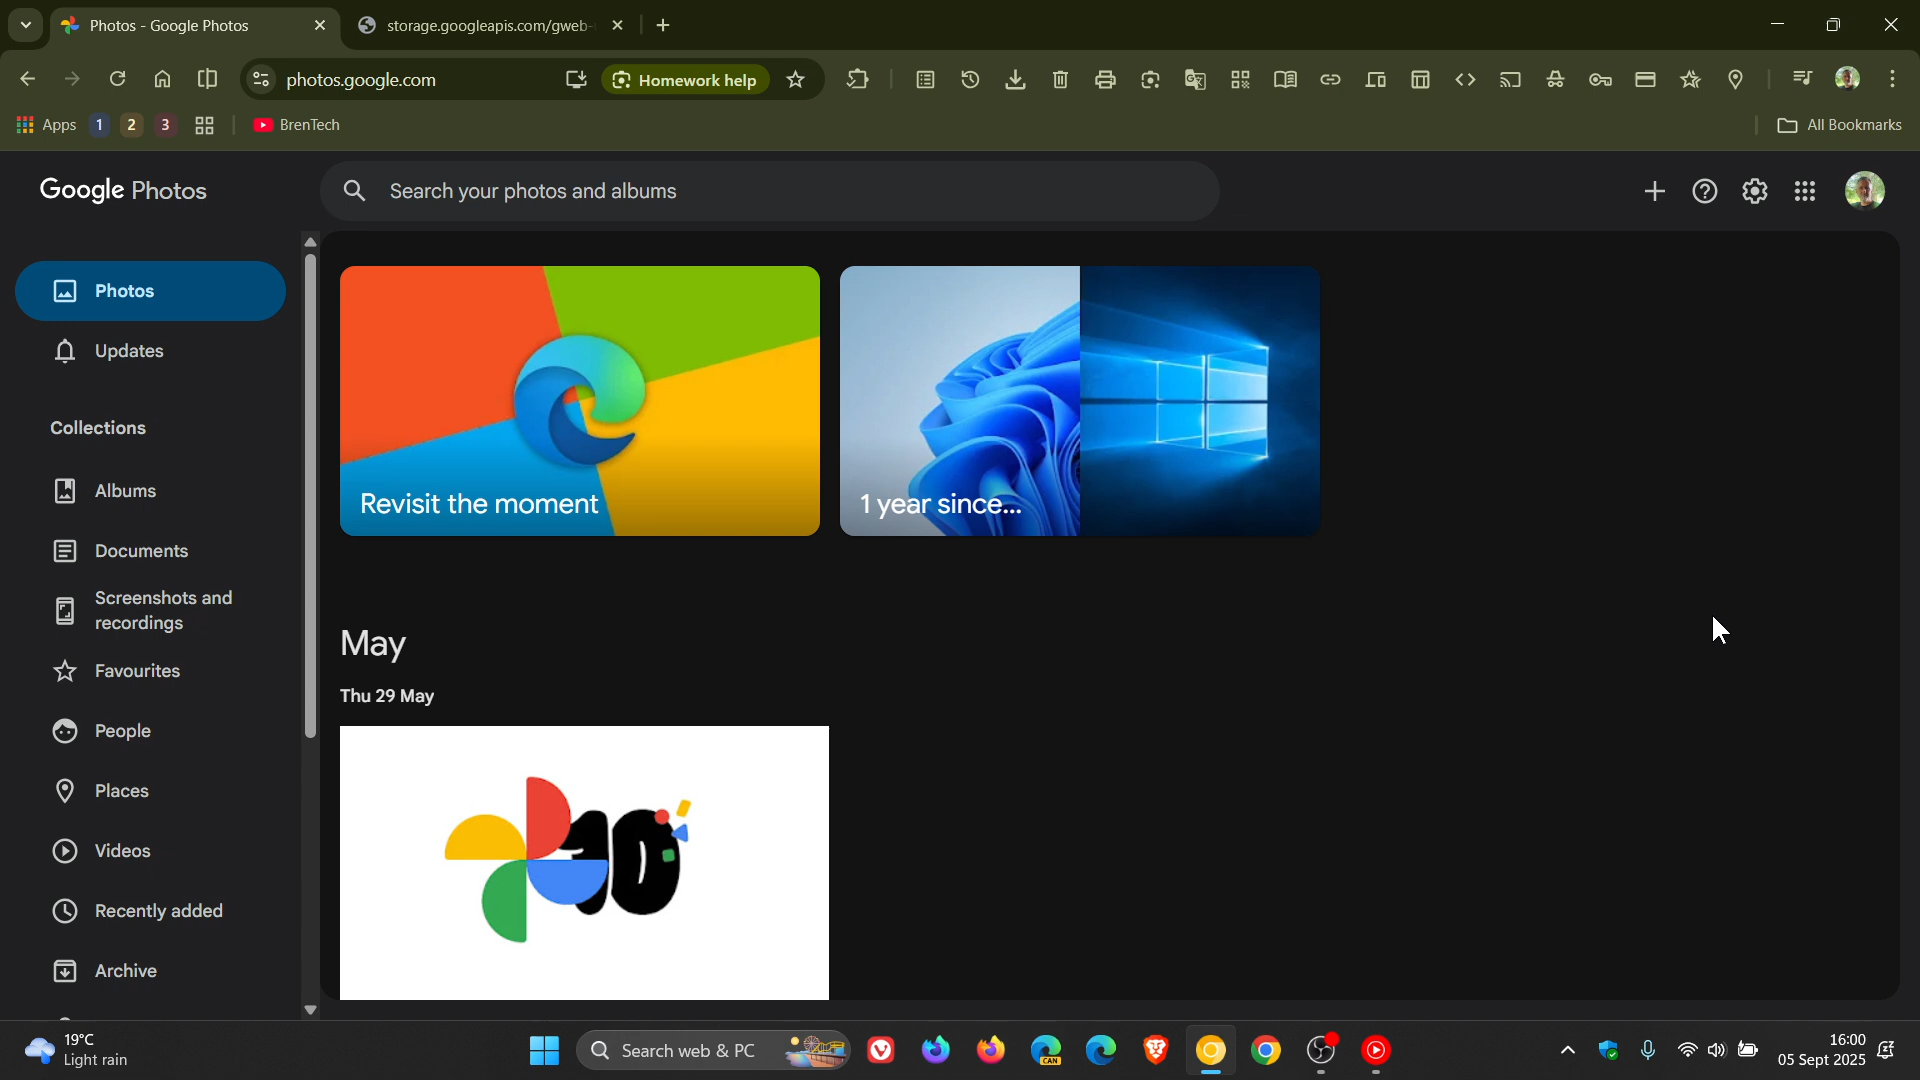 Photos - Google Photos
storage.googleapis.com/gweb-
photos.google.com
Homework help
Apps
1
2
3
BrenTech
All Bookmarks
Google Photos
Search your photos and albums
Photos
Updates
Collections
Albums
Documents
Screenshots and
recordings
Favourites
People
Places
Videos
Recently added
Archive
Revisit the moment
1 year since...
May
Thu 29 May
10
19°C
Light rain
Search web & PC
CAN
16:00
05 Sept 2025